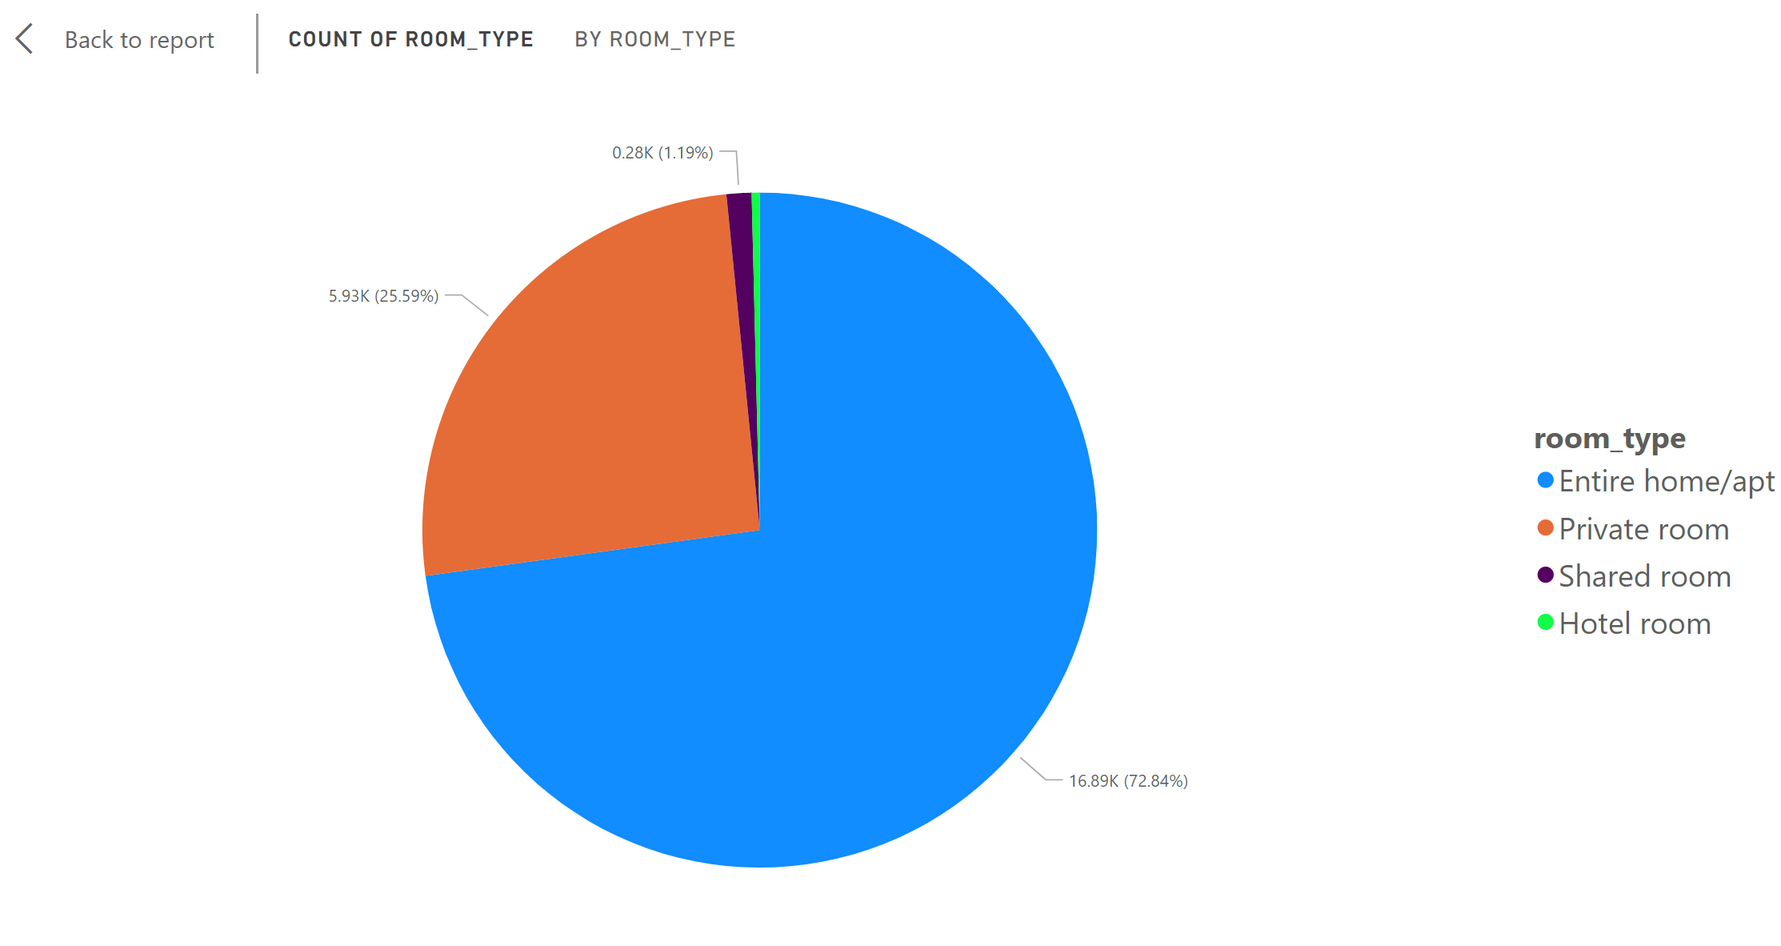 Back to report
COUNT OF ROOM_TYPE BY ROOM_TYPE
0.28K (1.19%)
5.93K (25.59%)
16.89K (72.84%)
room_type
Entire home/apt
Private room
Shared room
Hotel room